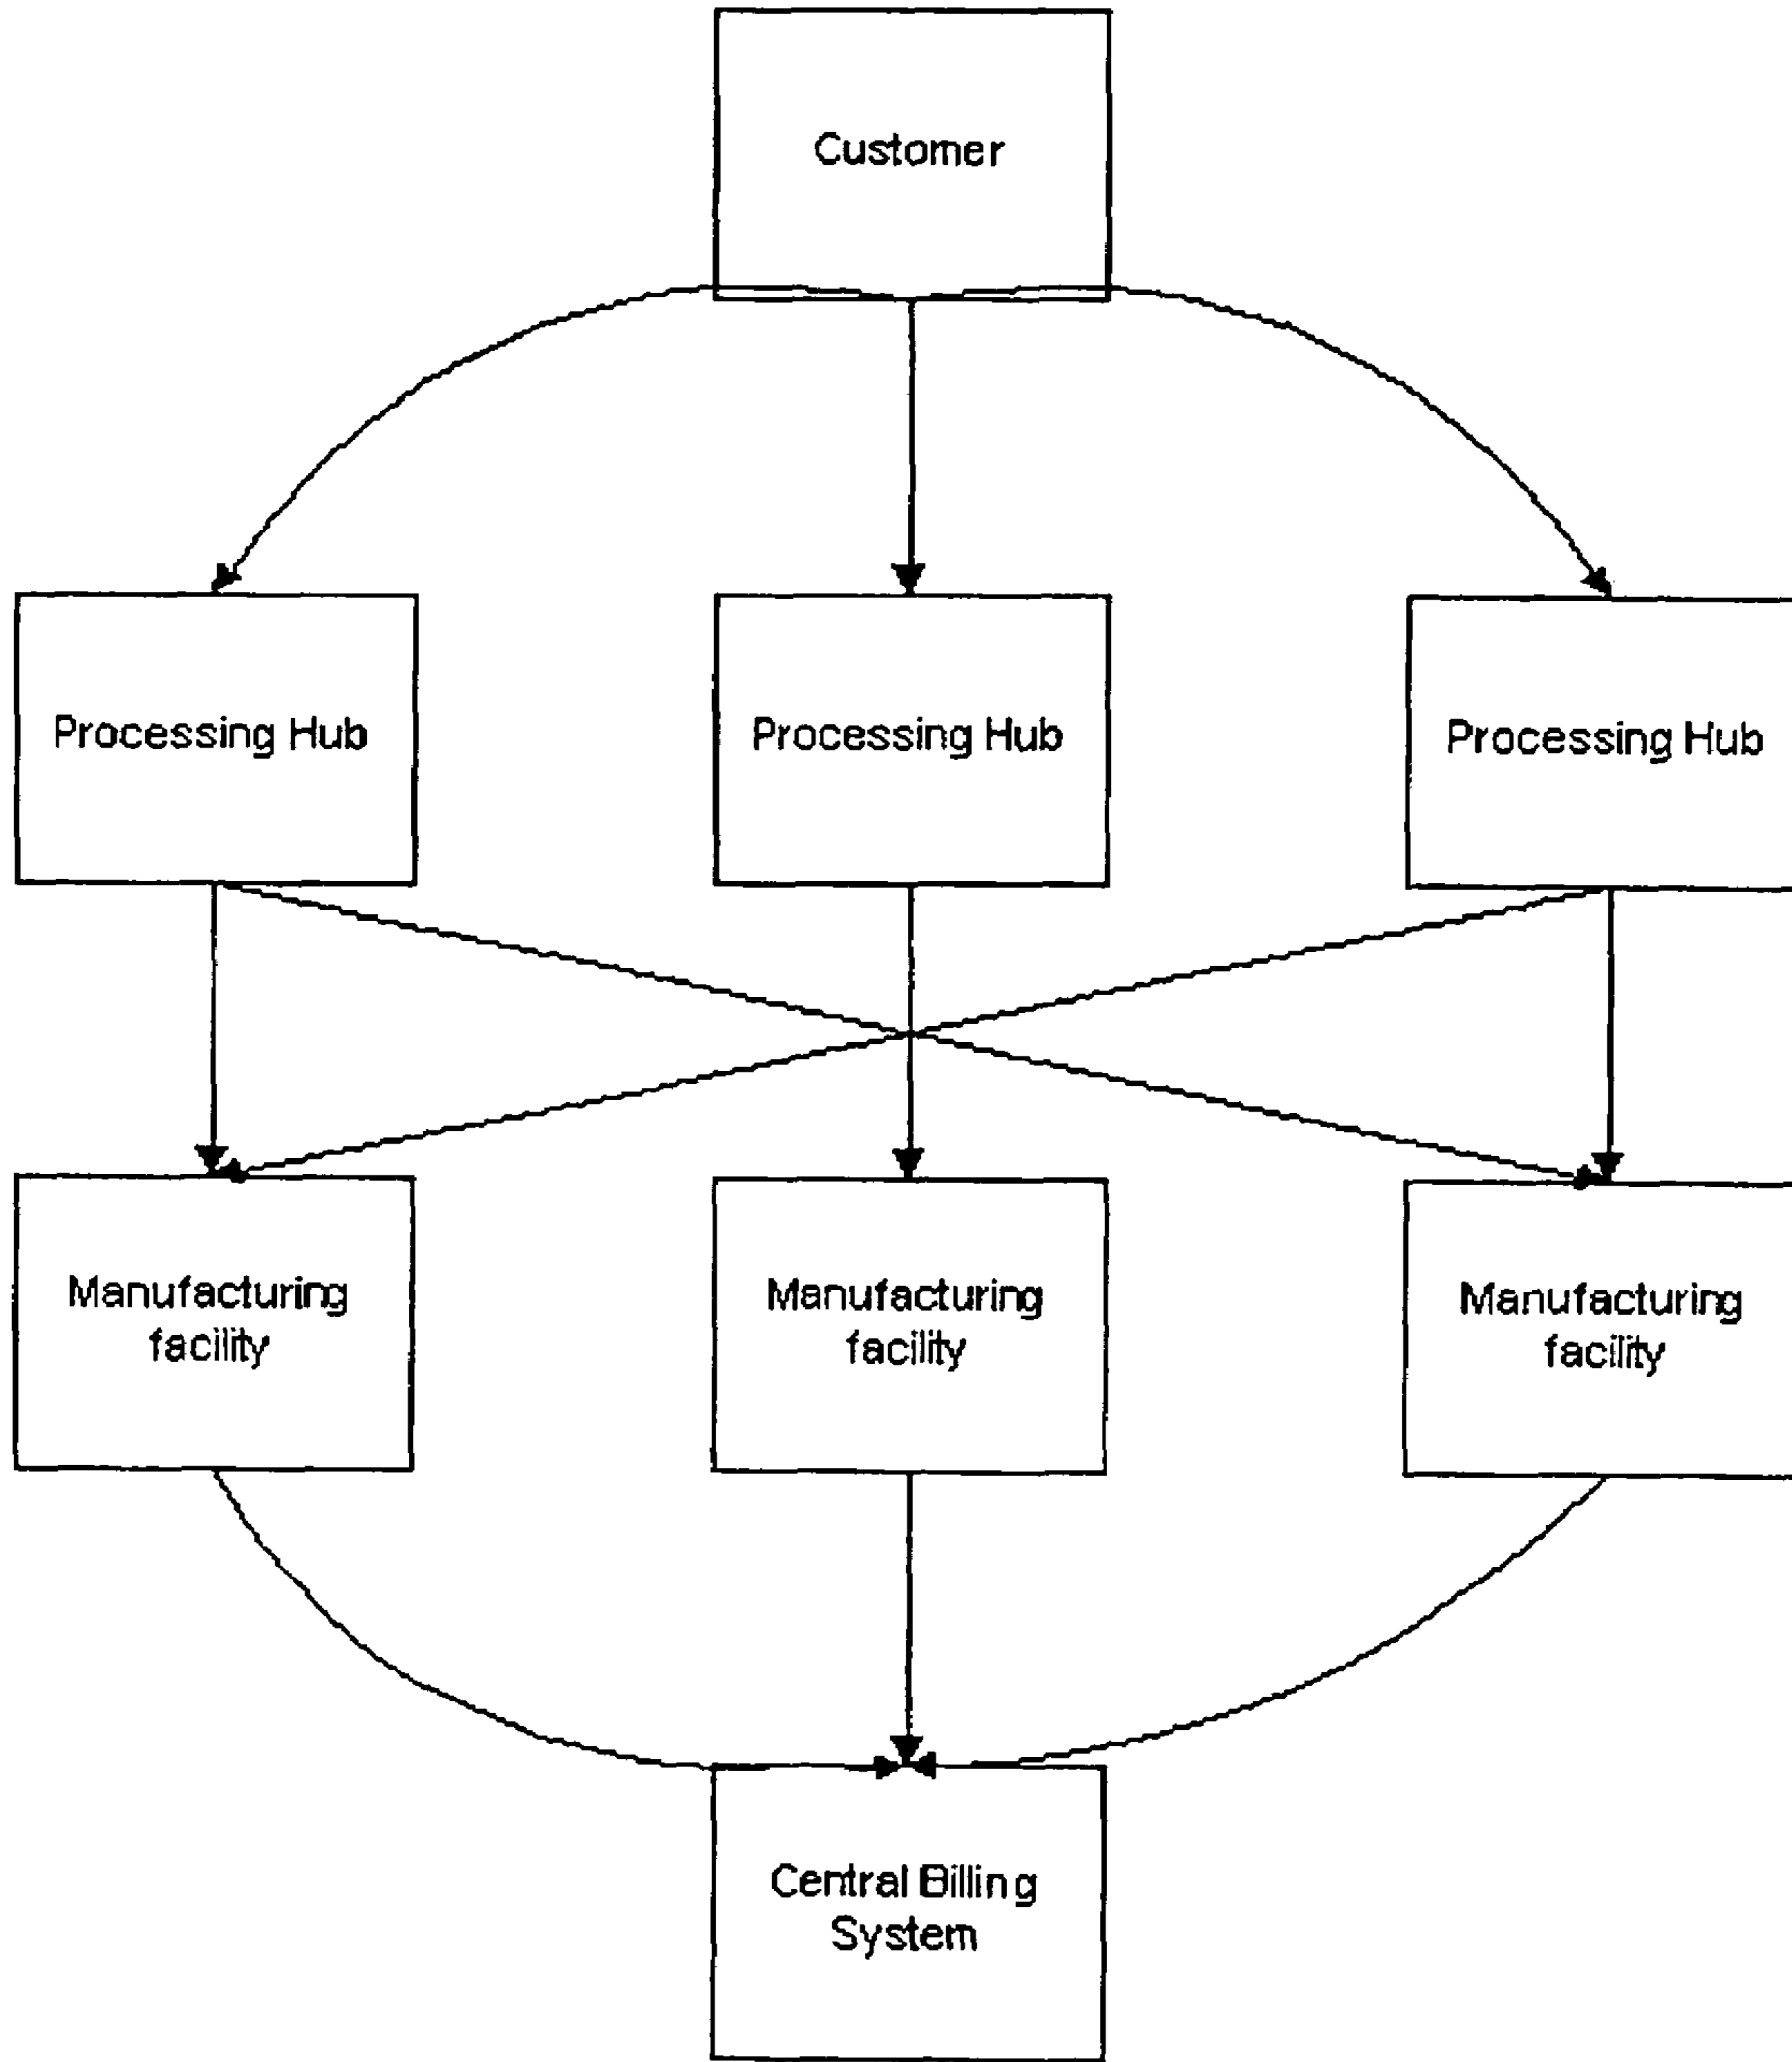 Customer
Processing Hub
Processing Hub
Processing Hub
Manufacturing
facility
Manufacturing
facility
Manufacturing
facility
Central Billing
System